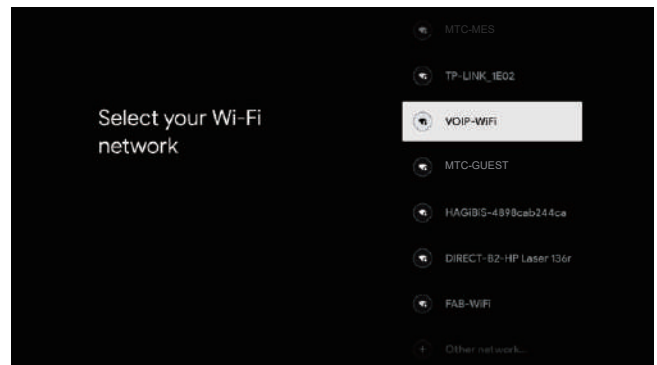 Select your Wi-Fi
network
MTC-MES
TP-LINK_1E02
VOIP-WiFi
MTC-GUEST
HAGiBiS-4898cab244ca
DIRECT-B2-HP Laser 136r
FAB-WiFi
Other network...